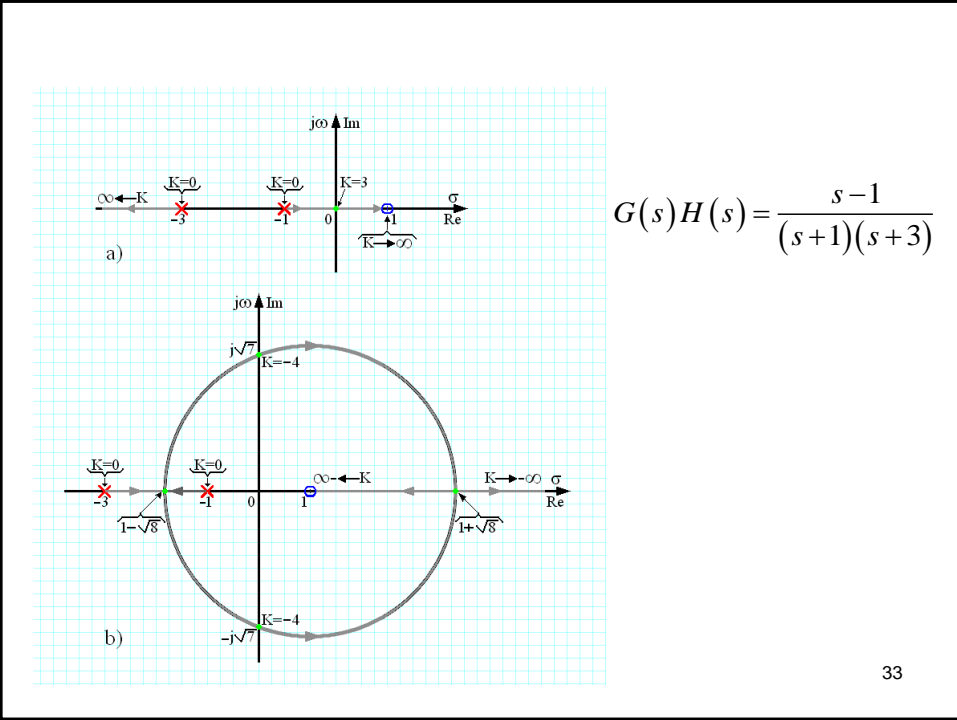 jω Im
∞←K K=0 K=0 K=3 σ
-3 -1 0 1 Re
K→∞
a)
G(s)H(s) = (s−1)/((s+1)(s+3))
jω Im
j√7
K=−4
K=0 K=0 ∞-←K K→-∞ σ
-3 -1 0 1 Re
1−√8 1+√8
K=−4
b) −j√7
33